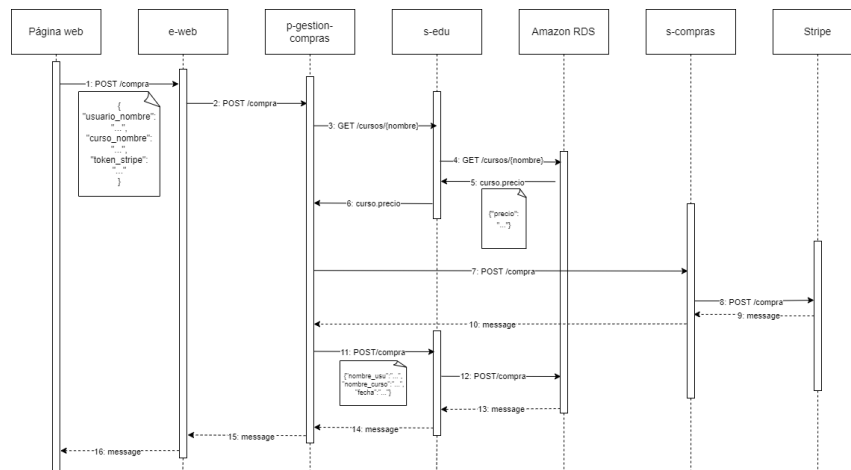 Página web
e-web
p-gestion-
compras
s-edu
Amazon RDS
s-compras
Stripe
1: POST /compra
{
"usuario_nombre":
"...",
"curso_nombre":
"...",
"token_stripe":
"..."
}
2: POST /compra
3: GET /cursos/{nombre}
4: GET /cursos/{nombre}
5: curso.precio
{"precio":
"..."}
6: curso.precio
7: POST /compra
8: POST /compra
9: message
10: message
11: POST/compra
{"nombre_usu":"...",
"nombre_curso":"...",
"fecha":"..."}
12: POST/compra
13: message
14: message
15: message
16: message